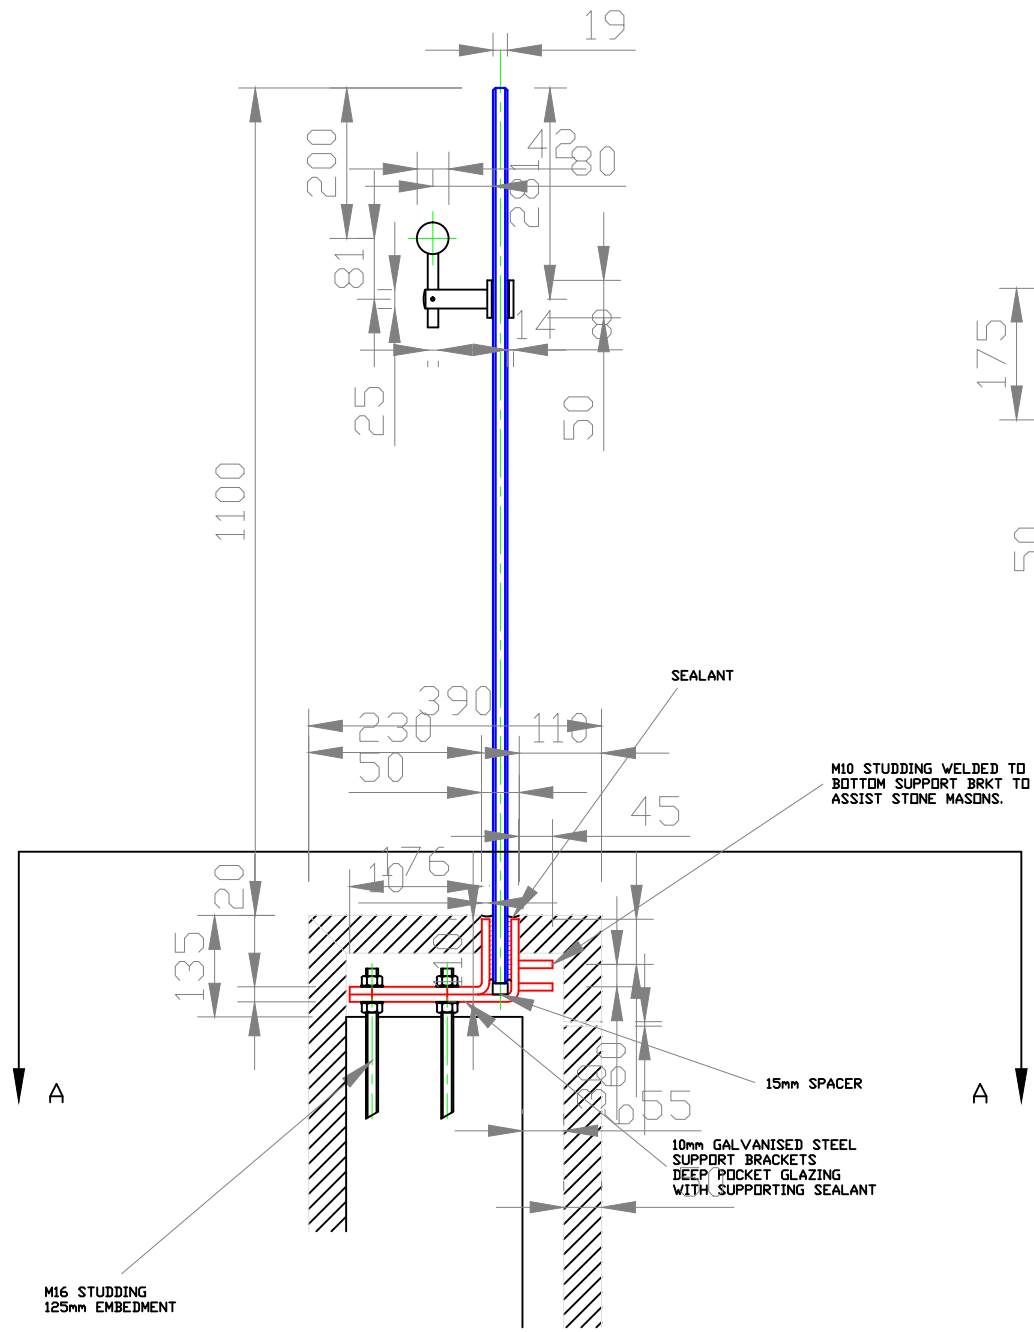 19
200
42
80
281
81
14
8
175
25
50
1100
50
SEALANT
390
230
110
50
M10 STUDDING WELDED TO
BOTTOM SUPPORT BRKT TO
ASSIST STONE MASONS.
45
176
10
20
135
A
A
15mm SPACER
55
10mm GALVANISED STEEL
SUPPORT BRACKETS
DEEP POCKET GLAZING
WITH SUPPORTING SEALANT
50
M16 STUDDING
125mm EMBEDMENT